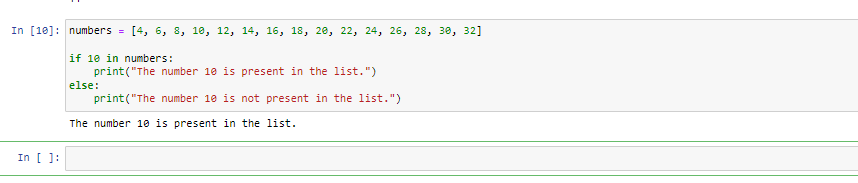 In [10]: numbers = [4, 6, 8, 10, 12, 14, 16, 18, 20, 22, 24, 26, 28, 30, 32]
if 10 in numbers:
    print("The number 10 is present in the list.")
else:
    print("The number 10 is not present in the list.")
The number 10 is present in the list.
In [ ]: